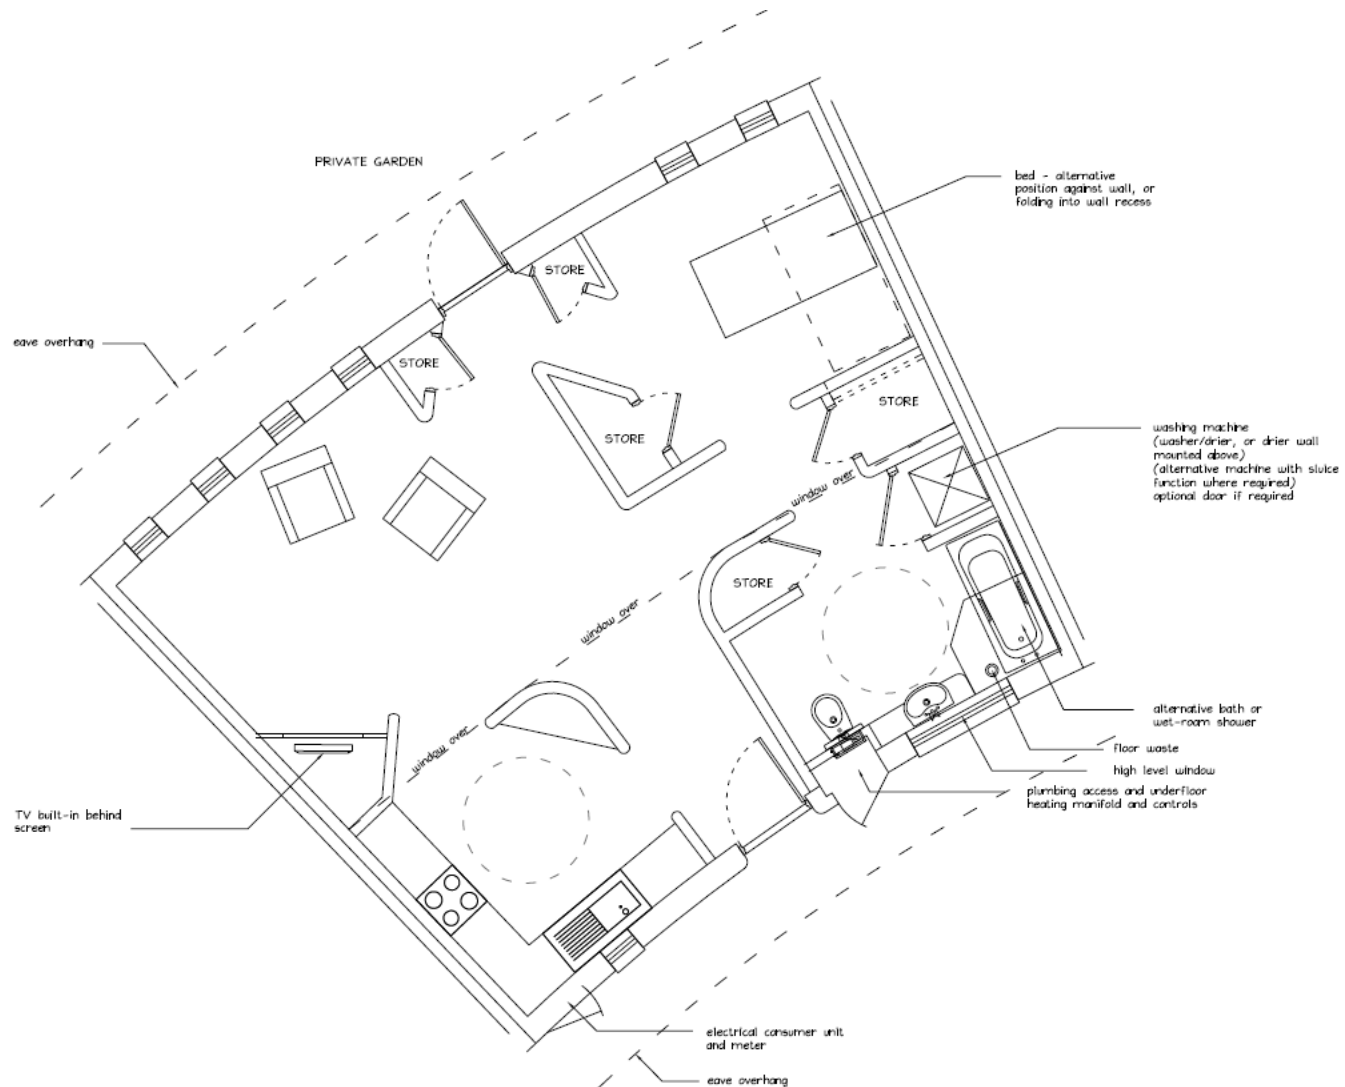 PRIVATE GARDEN
bed - alternative
position against wall, or
folding into wall recess
STORE
eave overhang
STORE
STORE
STORE
washing machine
(washer/drier, or drier wall
mounted above)
(alternative machine with sluice
function where required)
optional door if required
window over
STORE
window over
window over
alternative bath or
wet-room shower
floor waste
high level window
plumbing access and underfloor
heating manifold and controls
TV built-in behind
screen
electrical consumer unit
and meter
eave overhang